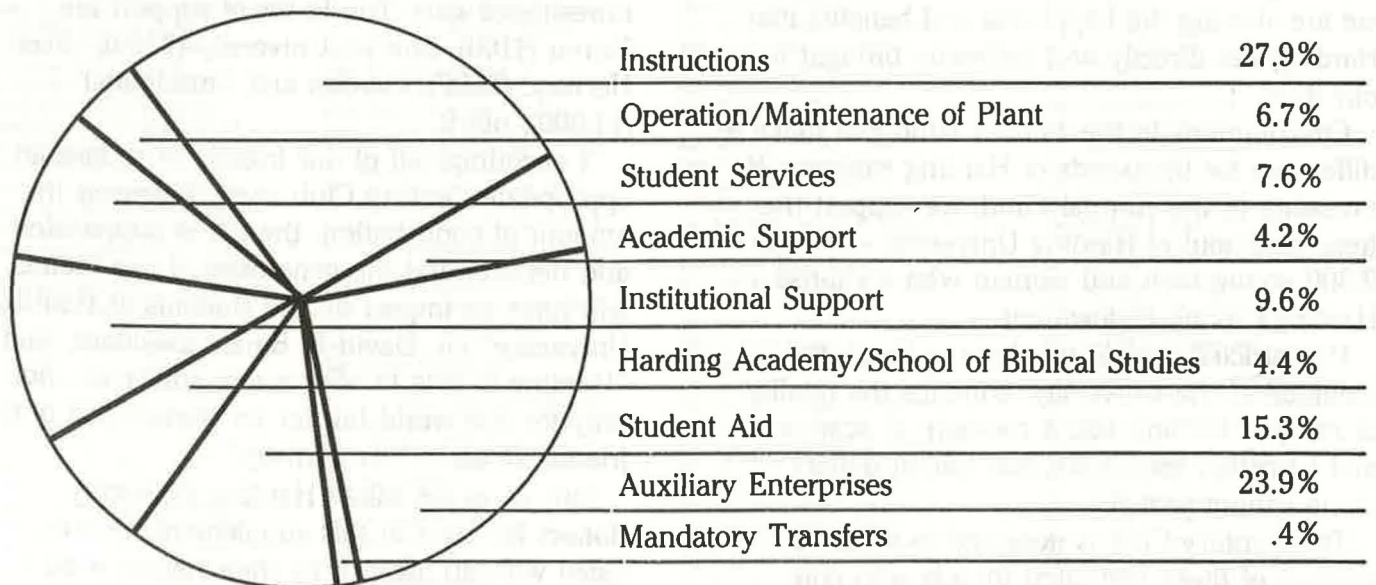 Instructions 27.9%
Operation/Maintenance of Plant 6.7%
Student Services 7.6%
Academic Support 4.2%
Institutional Support 9.6%
Harding Academy/School of Biblical Studies 4.4%
Student Aid 15.3%
Auxiliary Enterprises 23.9%
Mandatory Transfers .4%